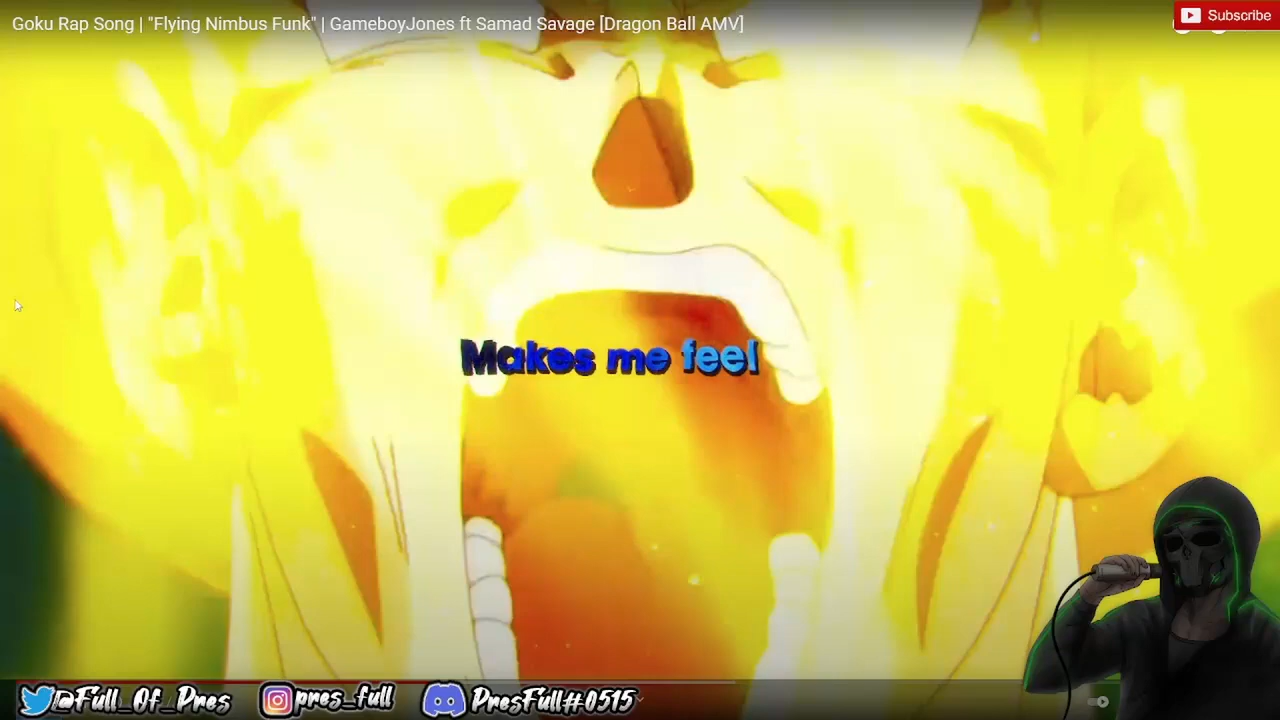 Goku Rap Song | "Flying Nimbus Funk" | GameboyJones ft Samad Savage [Dragon Ball AMV]
Subscribe
Makes me feel
@Full_Of_Pres
pres_full
PresFull#0515